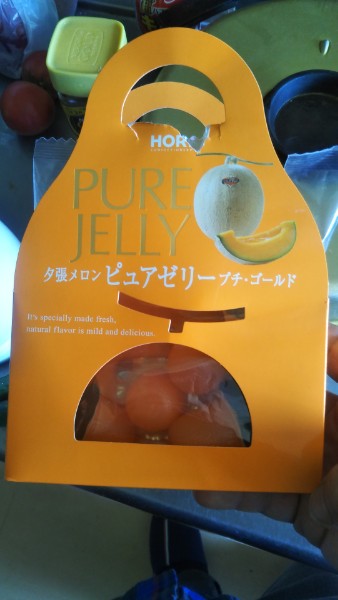 HORI
PURE
JELLY
夕張メロン ピュアゼリー プチ・ゴールド
It's specially made fresh,
natural flavor is mild and delicious.